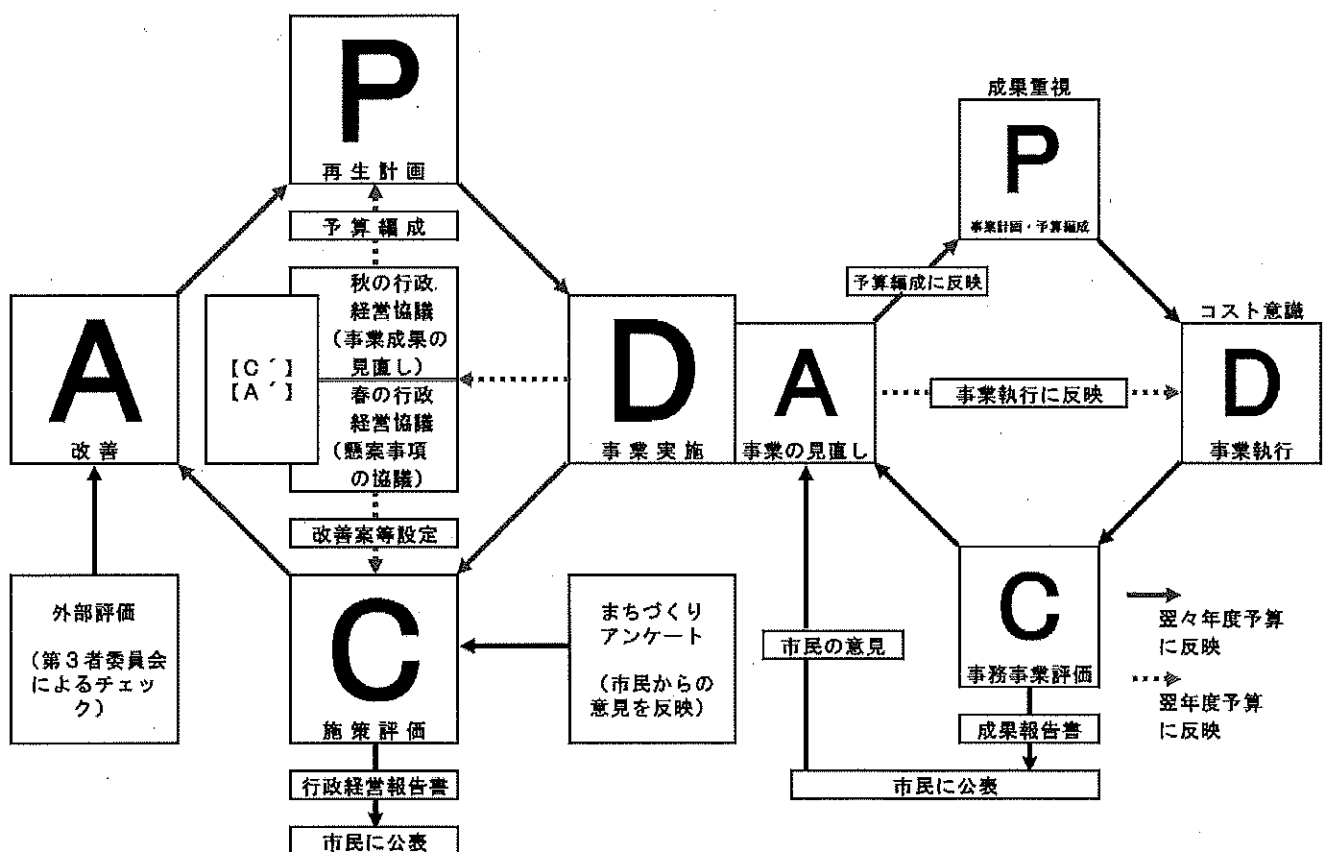 P
再生計画
予算編成
秋の行政
経営協議
(事業成果の
見直し)
春の行政
経営協議
(懸案事項
の協議)
【C´】
【A´】
A
改善
D
事業実施
改善案等設定
C
施策評価
外部評価
(第3者委員会
によるチェッ
ク)
まちづくり
アンケート
(市民からの
意見を反映)
行政経営報告書
市民に公表
成果重視
P
事業計画・予算編成
予算編成に反映
コスト意識
A
事業の見直し
事業執行に反映
D
事業執行
C
事務事業評価
市民の意見
成果報告書
市民に公表
翌々年度予算
に反映
翌年度予算
に反映